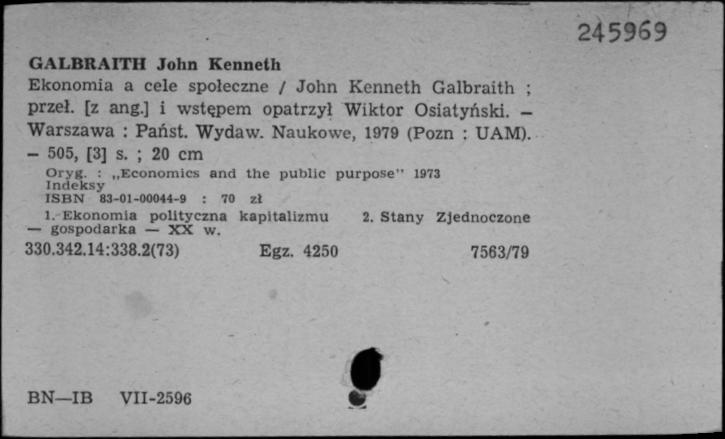 245969
GALBRAITH John Kenneth
Ekonomia a cele społeczne / John Kenneth Galbraith ;
przeł. [z ang.] i wstępem opatrzył Wiktor Osiatyński. —
Warszawa : Państ. Wydaw. Naukowe, 1979 (Pozn : UAM).
— 505, [3] s. ; 20 cm
Oryg. : „Economics and the public purpose" 1973
Indeksy
ISBN 83-01-00044-9 : 70 zł
1. Ekonomia polityczna kapitalizmu 2. Stany Zjednoczone
— gospodarka — XX w.
330.342.14:338.2(73) Egz. 4250 7563/79
BN—IB VII-2596